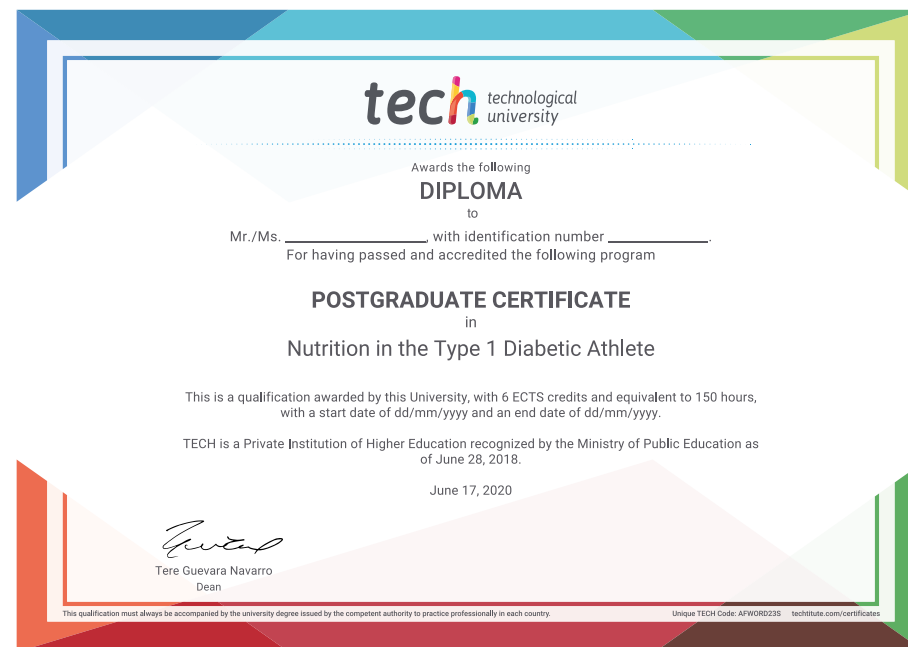 tech technological
university
Awards the following
DIPLOMA
to
Mr./Ms. ____________________, with identification number ______________.
For having passed and accredited the following program
POSTGRADUATE CERTIFICATE
in
Nutrition in the Type 1 Diabetic Athlete
This is a qualification awarded by this University, with 6 ECTS credits and equivalent to 150 hours,
with a start date of dd/mm/yyyy and an end date of dd/mm/yyyy.
TECH is a Private Institution of Higher Education recognized by the Ministry of Public Education as
of June 28, 2018.
June 17, 2020
Tere Guevara Navarro
Dean
This qualification must always be accompanied by the university degree issued by the competent authority to practice professionally in each country. Unique TECH Code: AFWORD23S techtitute.com/certificates